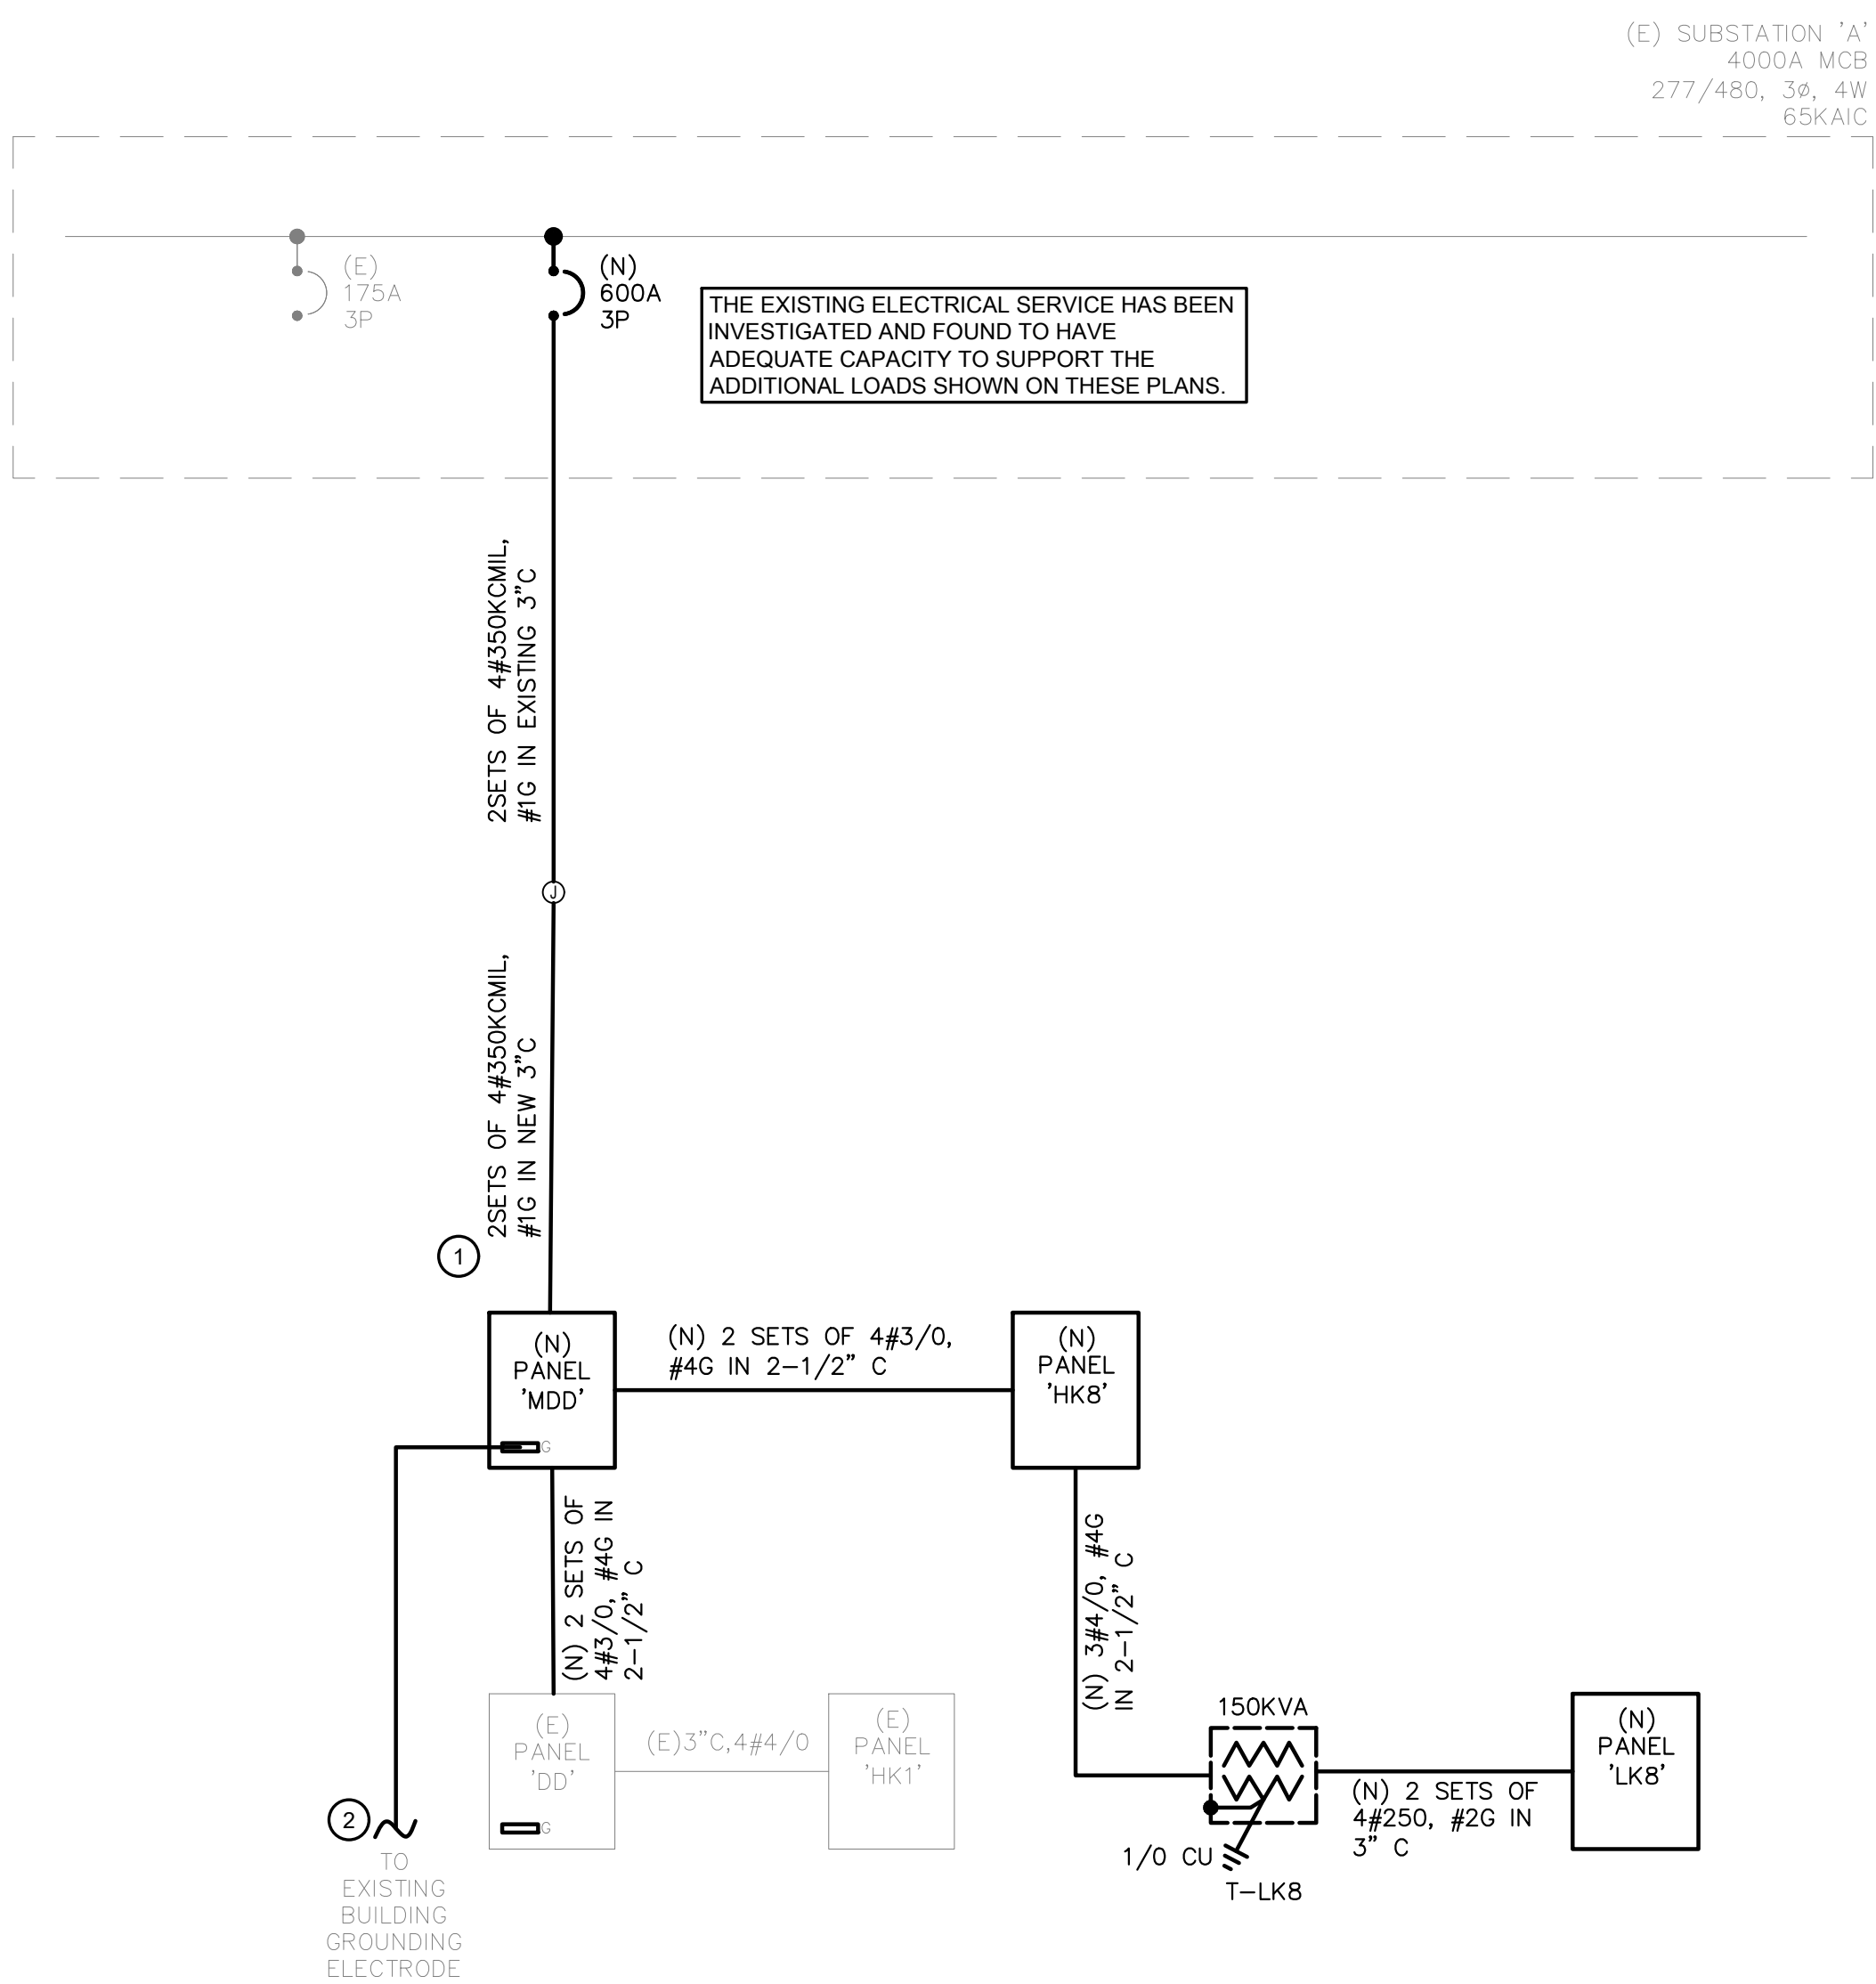 (E) SUBSTATION 'A'
4000A MCB
277/480, 3ø, 4W
65KAIC
(E)
175A
3P
(N)
600A
3P
THE EXISTING ELECTRICAL SERVICE HAS BEEN
INVESTIGATED AND FOUND TO HAVE
ADEQUATE CAPACITY TO SUPPORT THE
ADDITIONAL LOADS SHOWN ON THESE PLANS.
2SETS OF 4#350KCMIL,
#1G IN EXISTING 3"C
J
2SETS OF 4#350KCMIL,
#1G IN NEW 3"C
1
(N)
PANEL
'MDD'
G
(N) 2 SETS OF 4#3/0,
#4G IN 2-1/2" C
(N)
PANEL
'HK8'
(N) 2 SETS OF
4#3/0, #4G IN
2-1/2" C
(N) 3#4/0, #4G
IN 2-1/2" C
(E)
PANEL
'DD'
G
(E)3"C,4#4/0
(E)
PANEL
'HK1'
150KVA
1/0 CU
T-LK8
(N) 2 SETS OF
4#250, #2G IN
3" C
(N)
PANEL
'LK8'
2
TO
EXISTING
BUILDING
GROUNDING
ELECTRODE